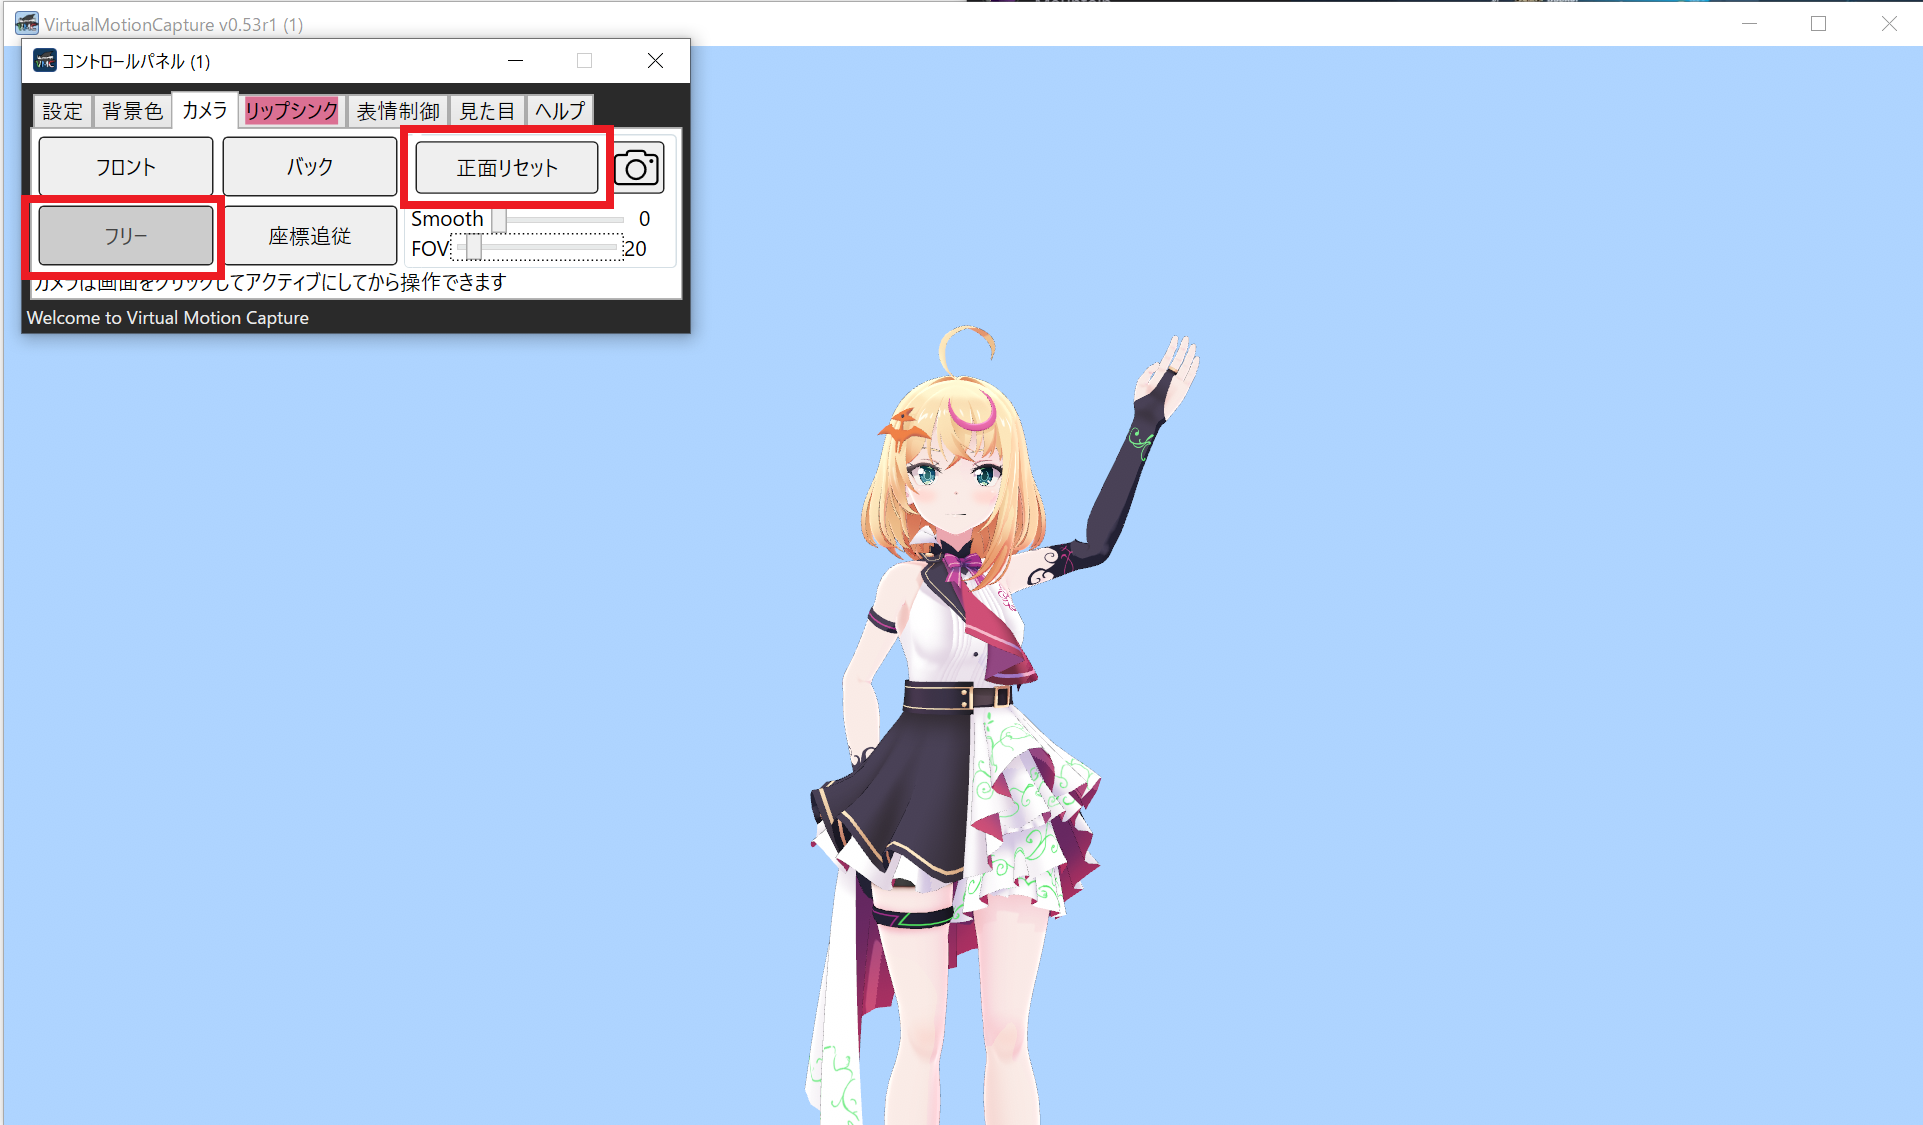 VirtualMotionCapture v0.53r1 (1)
コントロールパネル (1)
設定 背景色 カメラ リップシンク 表情制御 見た目 ヘルプ
フロント バック 正面リセット
フリー 座標追従
Smooth 0
FOV 20
カメラは画面をクリックしてアクティブにしてから操作できます
Welcome to Virtual Motion Capture